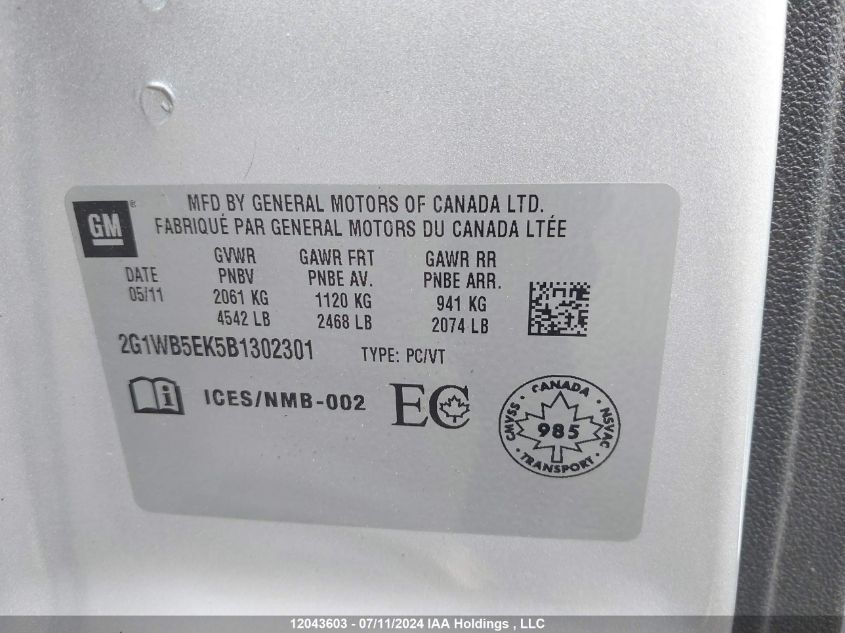 GM
MFD BY GENERAL MOTORS OF CANADA LTD.
FABRIQUÉ PAR GENERAL MOTORS DU CANADA LTÉE
DATE
05/11
GVWR
PNBV
2061 KG
4542 LB
GAWR FRT
PNBE AV.
1120 KG
2468 LB
GAWR RR
PNBE ARR.
941 KG
2074 LB
2G1WB5EK5B1302301 TYPE: PC/VT
i ICES/NMB-002 EC
CANADA
CMVSS 985 NSVAC
TRANSPORT
12043603 - 07/11/2024 IAA Holdings , LLC